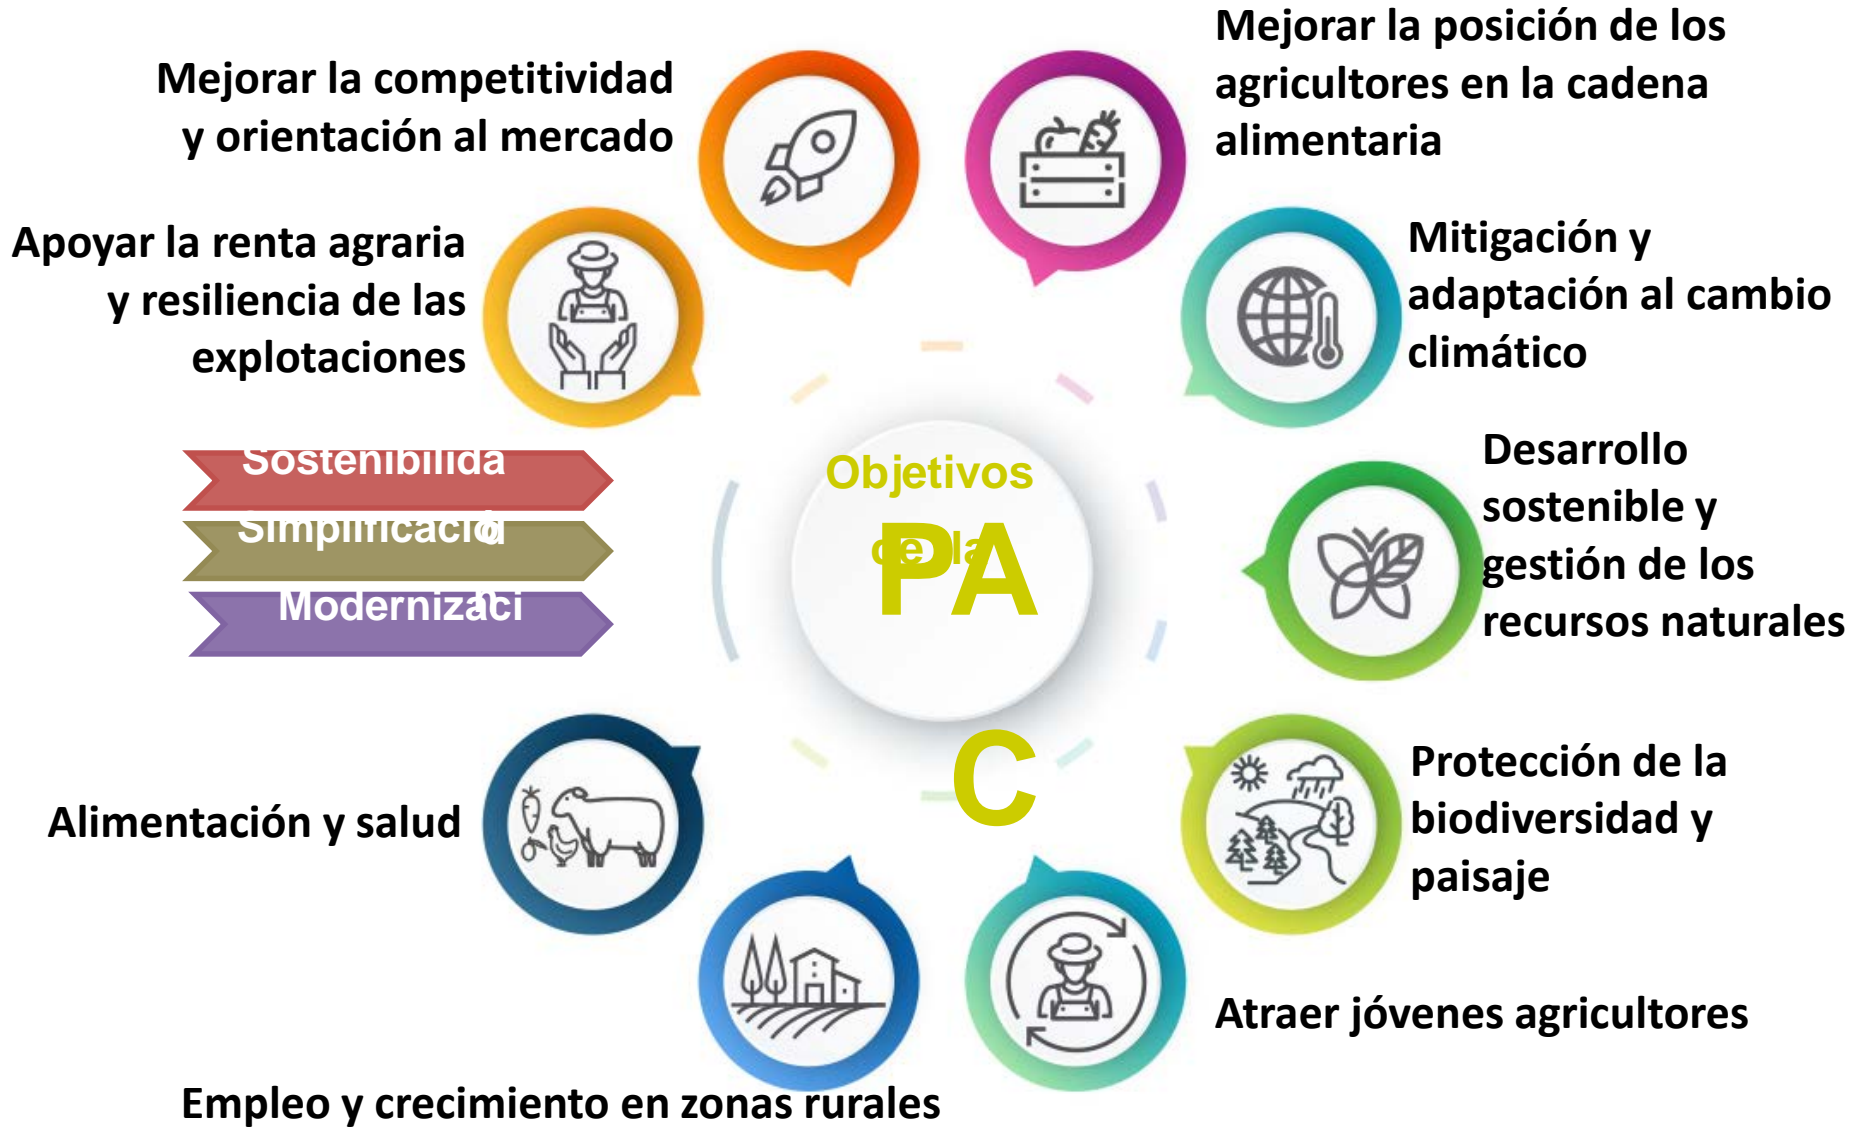 Mejorar la competitividad
y orientación al mercado
Mejorar la posición de los
agricultores en la cadena
alimentaria
Apoyar la renta agraria
y resiliencia de las
explotaciones
Mitigación y
adaptación al cambio
climático
Sostenibilida
d
Simplificació
n
Modernizaci
Objetivos
de la
PA
C
Desarrollo
sostenible y
gestión de los
recursos naturales
Alimentación y salud
Protección de la
biodiversidad y
paisaje
Atraer jóvenes agricultores
Empleo y crecimiento en zonas rurales